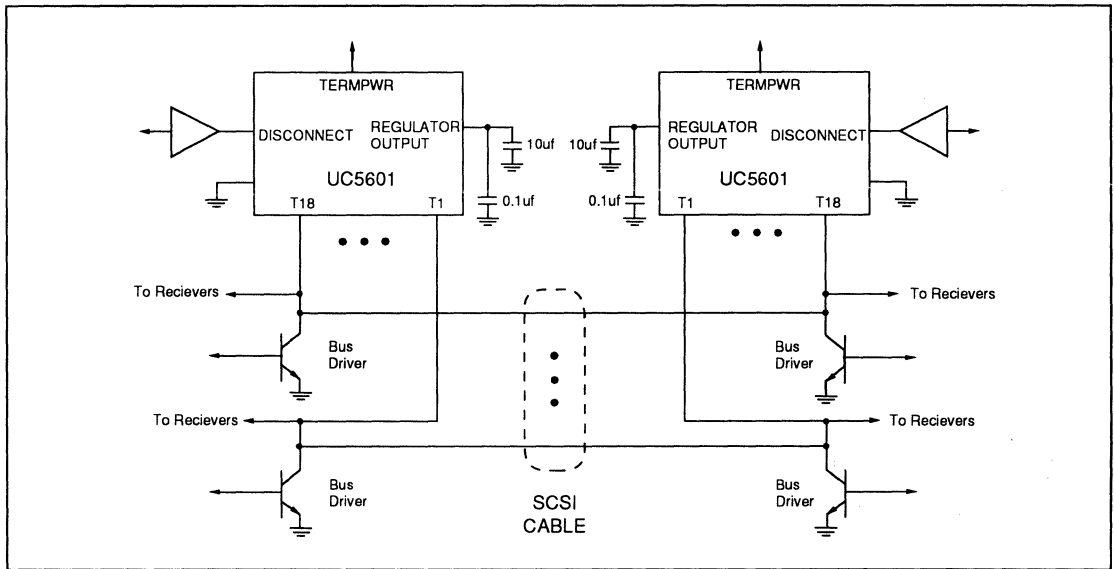 TERMPWR
DISCONNECT
REGULATOR
OUTPUT
10uf
UC5601
0.1uf
T18
T1
TERMPWR
10uf
REGULATOR
OUTPUT
DISCONNECT
UC5601
0.1uf
T1
T18
To Recievers
To Recievers
Bus
Driver
Bus
Driver
To Recievers
To Recievers
Bus
Driver
Bus
Driver
SCSI
CABLE